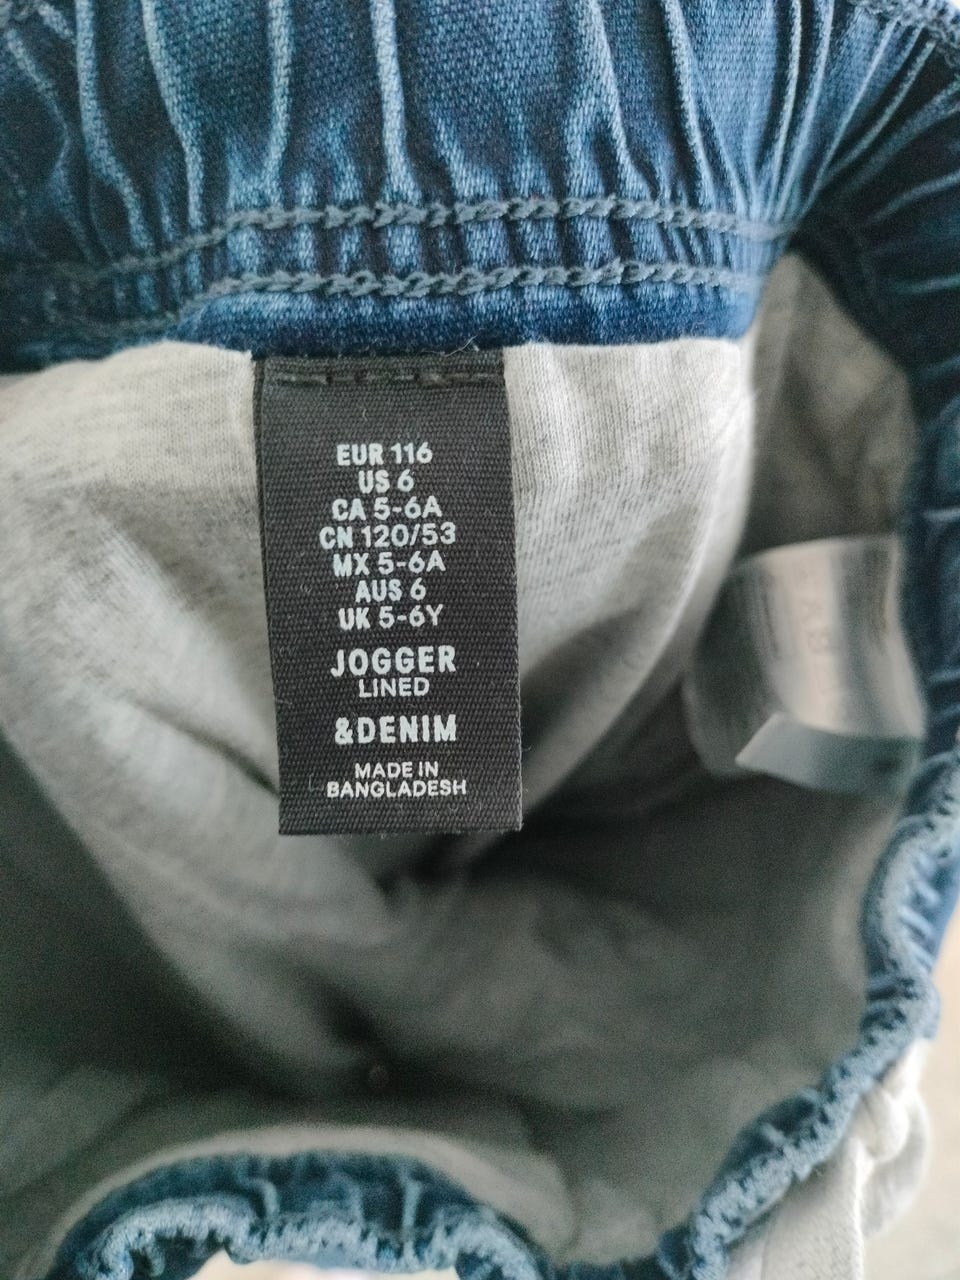 EUR 116
US 6
CA 5-6A
CN 120/53
MX 5-6A
AUS 6
UK 5-6Y
JOGGER
LINED
&DENIM
MADE IN
BANGLADESH